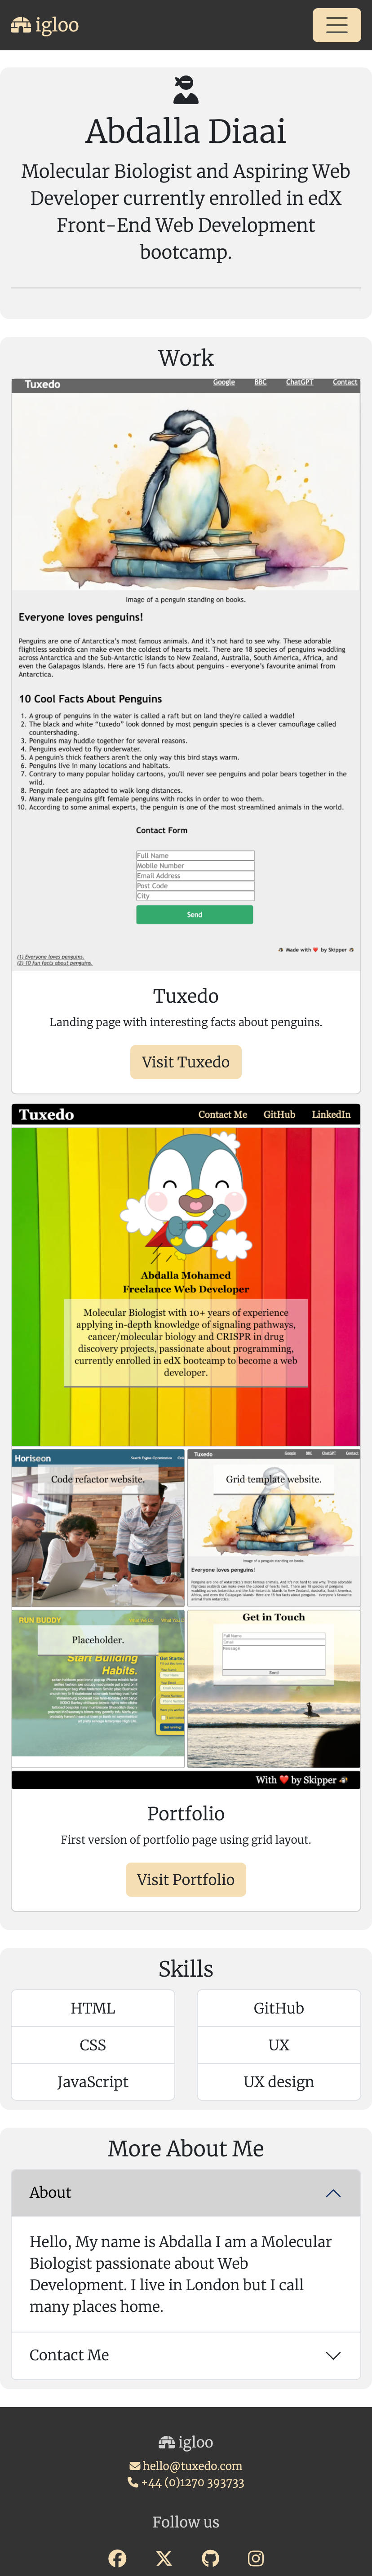 igloo
Abdalla Diaai
Molecular Biologist and Aspiring Web
Developer currently enrolled in edX
Front-End Web Development
bootcamp.
Work
Tuxedo
Google
BBC
ChatGPT
Contact
Image of a penguin standing on books.
Everyone loves penguins!
Penguins are one of Antarctica's most famous animals. And it's not hard to see why. These adorable
flightless seabirds can make even the coldest of hearts melt. There are 18 species of penguins waddling
across Antarctica and the Sub-Antarctic Islands to New Zealand, Australia, South America, Africa, and
even the Galapagos Islands. Here are 15 fun facts about penguins – everyone's favourite animal from
Antarctica.
10 Cool Facts About Penguins
1. A group of penguins in the water is called a raft but on land they're called a waddle!
2. The black and white "tuxedo" look donned by most penguin species is a clever camouflage called
countershading.
3. Penguins may huddle together for several reasons.
4. Penguins evolved to fly underwater.
5. A penguin's thick feathers aren't the only way this bird stays warm.
6. Penguins live in many locations and habitats.
7. Contrary to many popular holiday cartoons, you'll never see penguins and polar bears together in the
wild.
8. Penguin feet are adapted to walk long distances.
9. Many male penguins gift female penguins with rocks in order to woo them.
10. According to some animal experts, the penguin is one of the most streamlined animals in the world.
Contact Form
Full Name
Mobile Number
Email Address
Post Code
City
Send
Made with ❤️ by Skipper
(1) Everyone loves penguins.
(2) 10 fun facts about penguins.
Tuxedo
Landing page with interesting facts about penguins.
Visit Tuxedo
Tuxedo
Contact Me
GitHub
LinkedIn
Abdalla Mohamed
Freelance Web Developer
Molecular Biologist with 10+ years of experience
applying in-depth knowledge of signaling pathways,
cancer/molecular biology and CRISPR in drug
discovery projects, passionate about programming,
currently enrolled in edX bootcamp to become a web
developer.
Horiseon
Search Engine Optimization
Code refactor website.
Tuxedo
Google
BBC
ChatGPT
Contact
Grid template website.
Image of a penguin standing on books.
Everyone loves penguins!
RUN BUDDY
Placeholder.
Start Building
Habits.
Get Started
Get in Touch
Full Name
Email
Message
Send
With ❤️ by Skipper
Portfolio
First version of portfolio page using grid layout.
Visit Portfolio
Skills
HTML
CSS
JavaScript
GitHub
UX
UX design
More About Me
About
Hello, My name is Abdalla I am a Molecular
Biologist passionate about Web
Development. I live in London but I call
many places home.
Contact Me
igloo
hello@tuxedo.com
+44 (0)1270 393733
Follow us